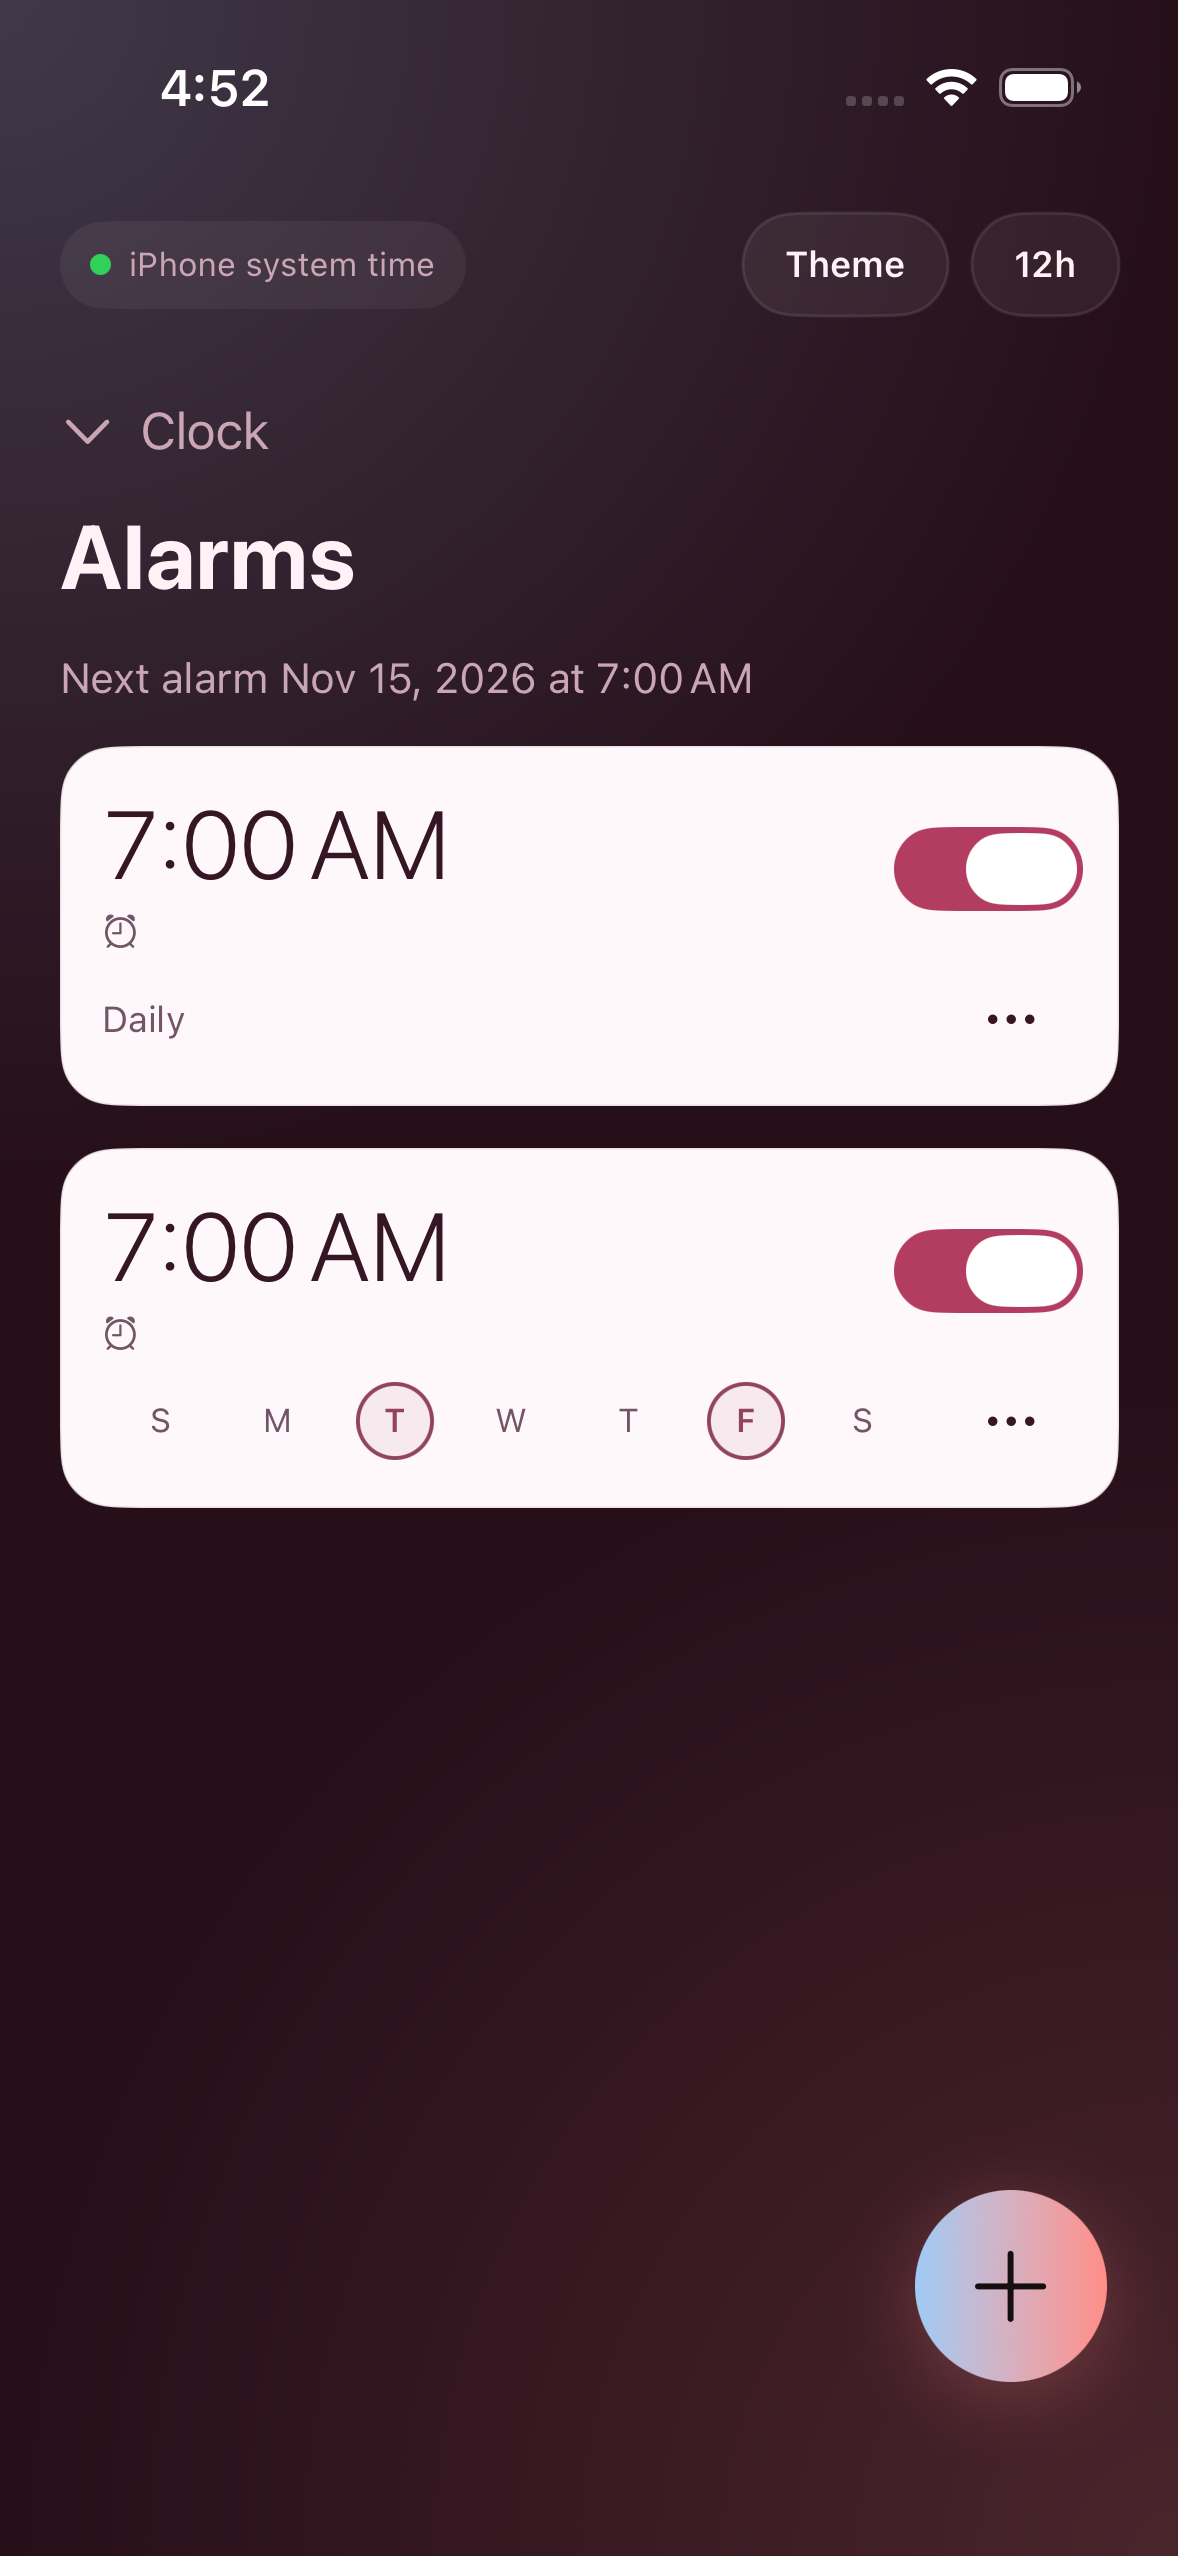 4:52
iPhone system time
Theme
12h
Clock
Alarms
Next alarm Nov 15, 2026 at 7:00 AM
7:00 AM
Daily
7:00 AM
S M T W T F S